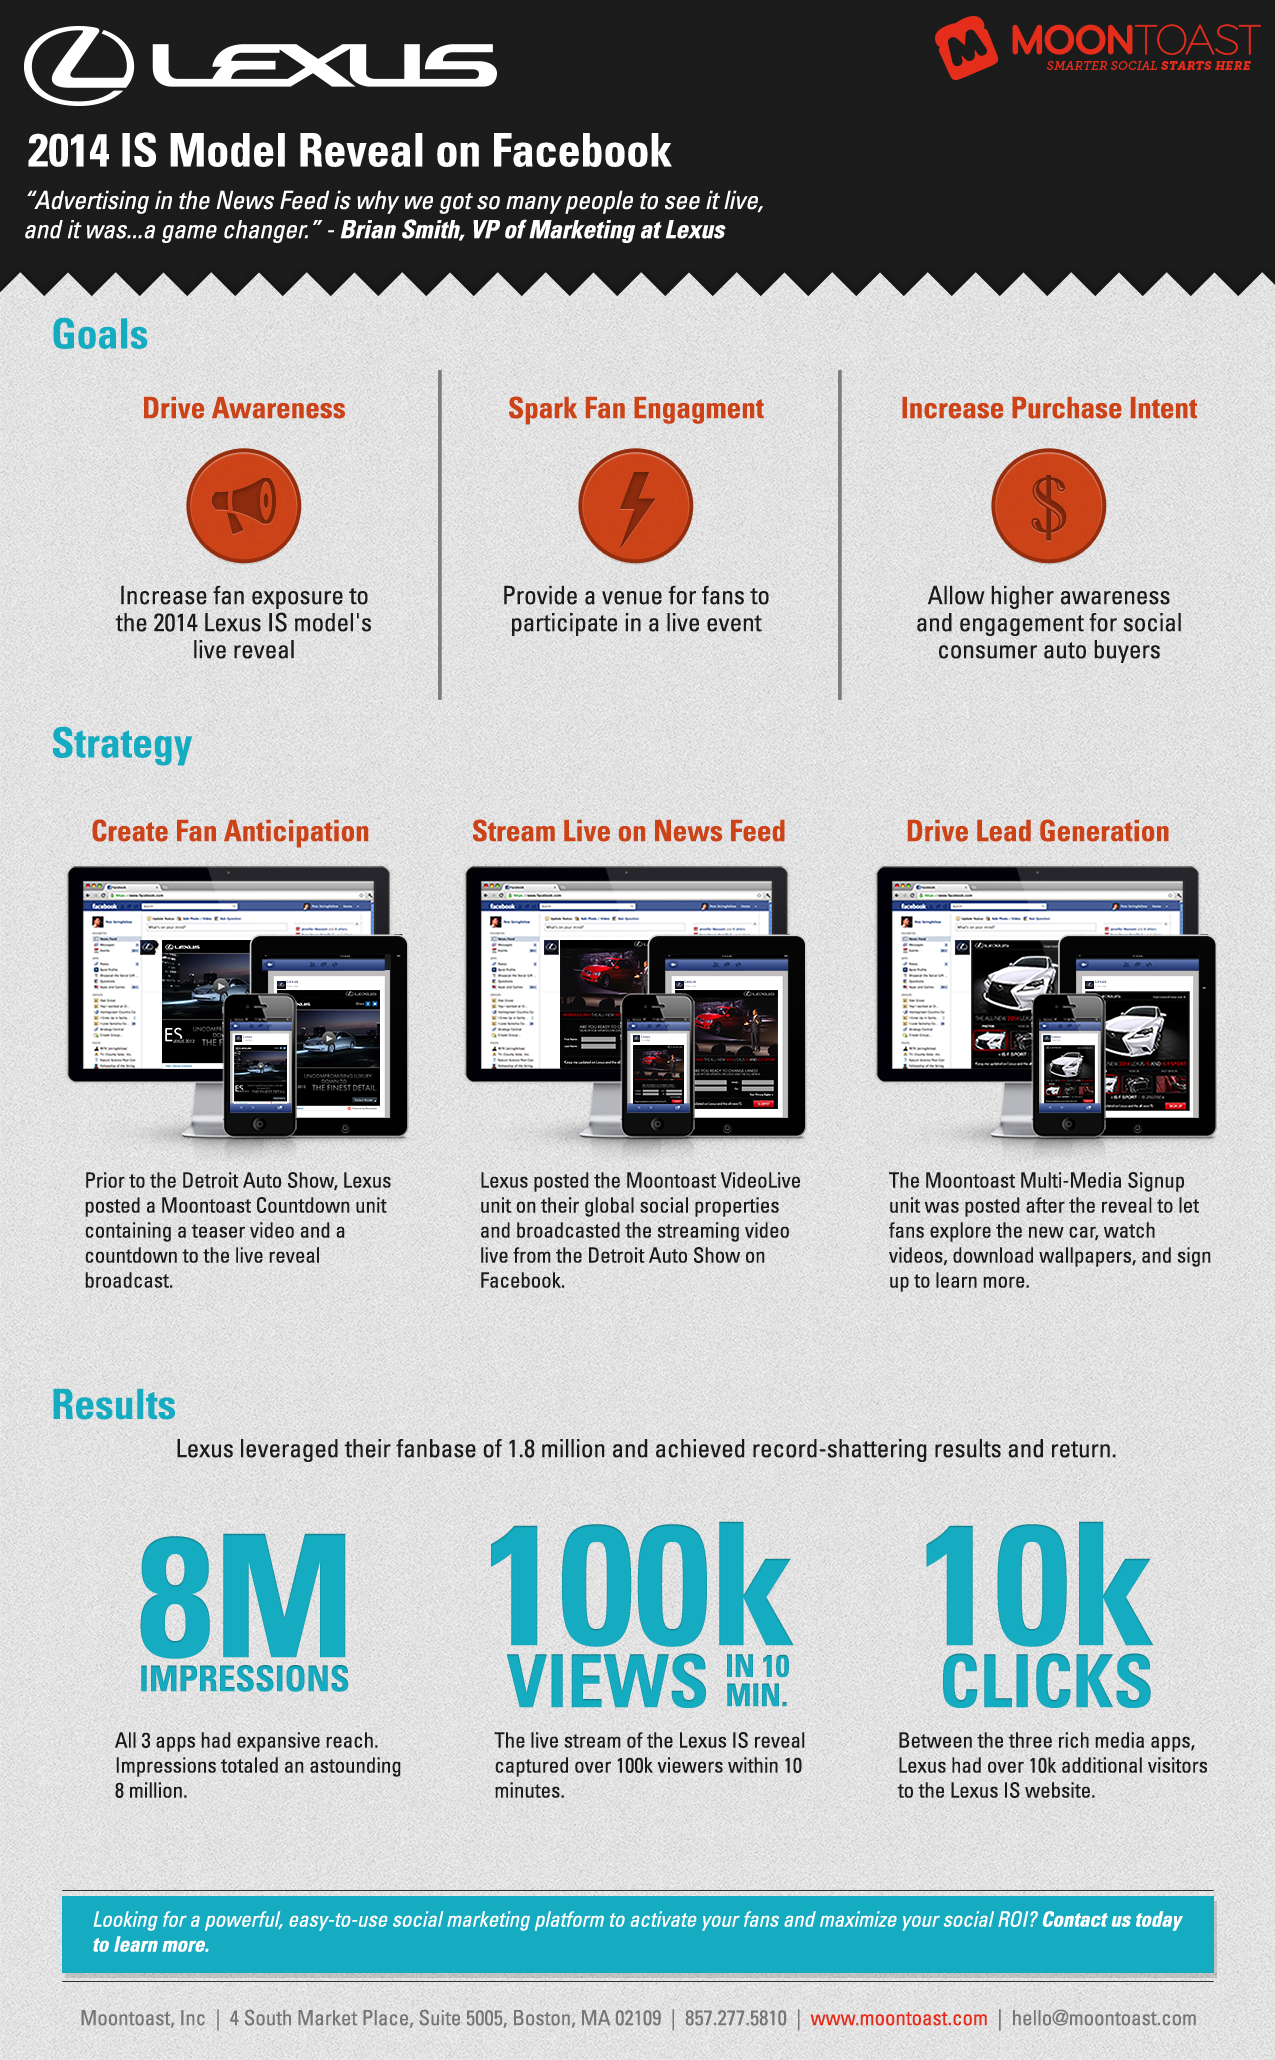 LEXUS
MOONTOAST
SMARTER SOCIAL STARTS HERE
2014 IS Model Reveal on Facebook
“Advertising in the News Feed is why we got so many people to see it live,
and it was...a game changer.” - Brian Smith, VP of Marketing at Lexus
Goals
Drive Awareness
Increase fan exposure to
the 2014 Lexus IS model's
live reveal
Spark Fan Engagment
Provide a venue for fans to
participate in a live event
Increase Purchase Intent
$
Allow higher awareness
and engagement for social
consumer auto buyers
Strategy
Create Fan Anticipation
facebook
LEXUS
ES
UNCOMPROMISING LUXURY
DOWN TO
THE FINEST DETAIL
Prior to the Detroit Auto Show, Lexus
posted a Moontoast Countdown unit
containing a teaser video and a
countdown to the live reveal
broadcast.
Stream Live on News Feed
facebook
LEXUS
Lexus posted the Moontoast VideoLive
unit on their global social properties
and broadcasted the streaming video
live from the Detroit Auto Show on
Facebook.
Drive Lead Generation
facebook
LEXUS
The Moontoast Multi-Media Signup
unit was posted after the reveal to let
fans explore the new car, watch
videos, download wallpapers, and sign
up to learn more.
Results
Lexus leveraged their fanbase of 1.8 million and achieved record-shattering results and return.
8M
IMPRESSIONS
All 3 apps had expansive reach.
Impressions totaled an astounding
8 million.
100k
VIEWS IN 10 MIN.
The live stream of the Lexus IS reveal
captured over 100k viewers within 10
minutes.
10k
CLICKS
Between the three rich media apps,
Lexus had over 10k additional visitors
to the Lexus IS website.
Looking for a powerful, easy-to-use social marketing platform to activate your fans and maximize your social ROI? Contact us today
to learn more.
Moontoast, Inc | 4 South Market Place, Suite 5005, Boston, MA 02109 | 857.277.5810 | www.moontoast.com | hello@moontoast.com